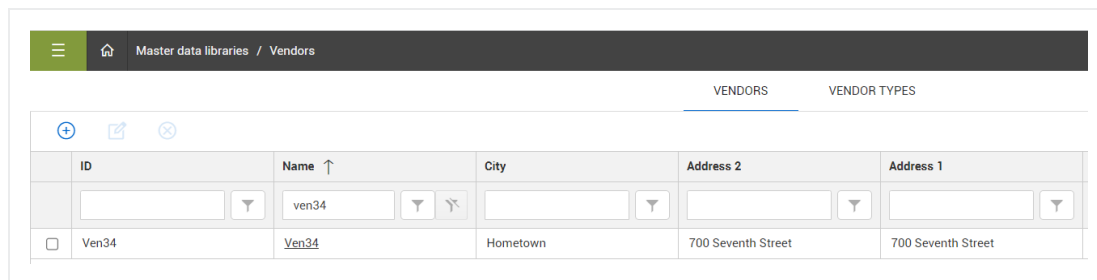 Master data libraries / Vendors
VENDORS VENDOR TYPES
ID Name ↑ City Address 2 Address 1
ven34
Ven34 Ven34 Hometown 700 Seventh Street 700 Seventh Street